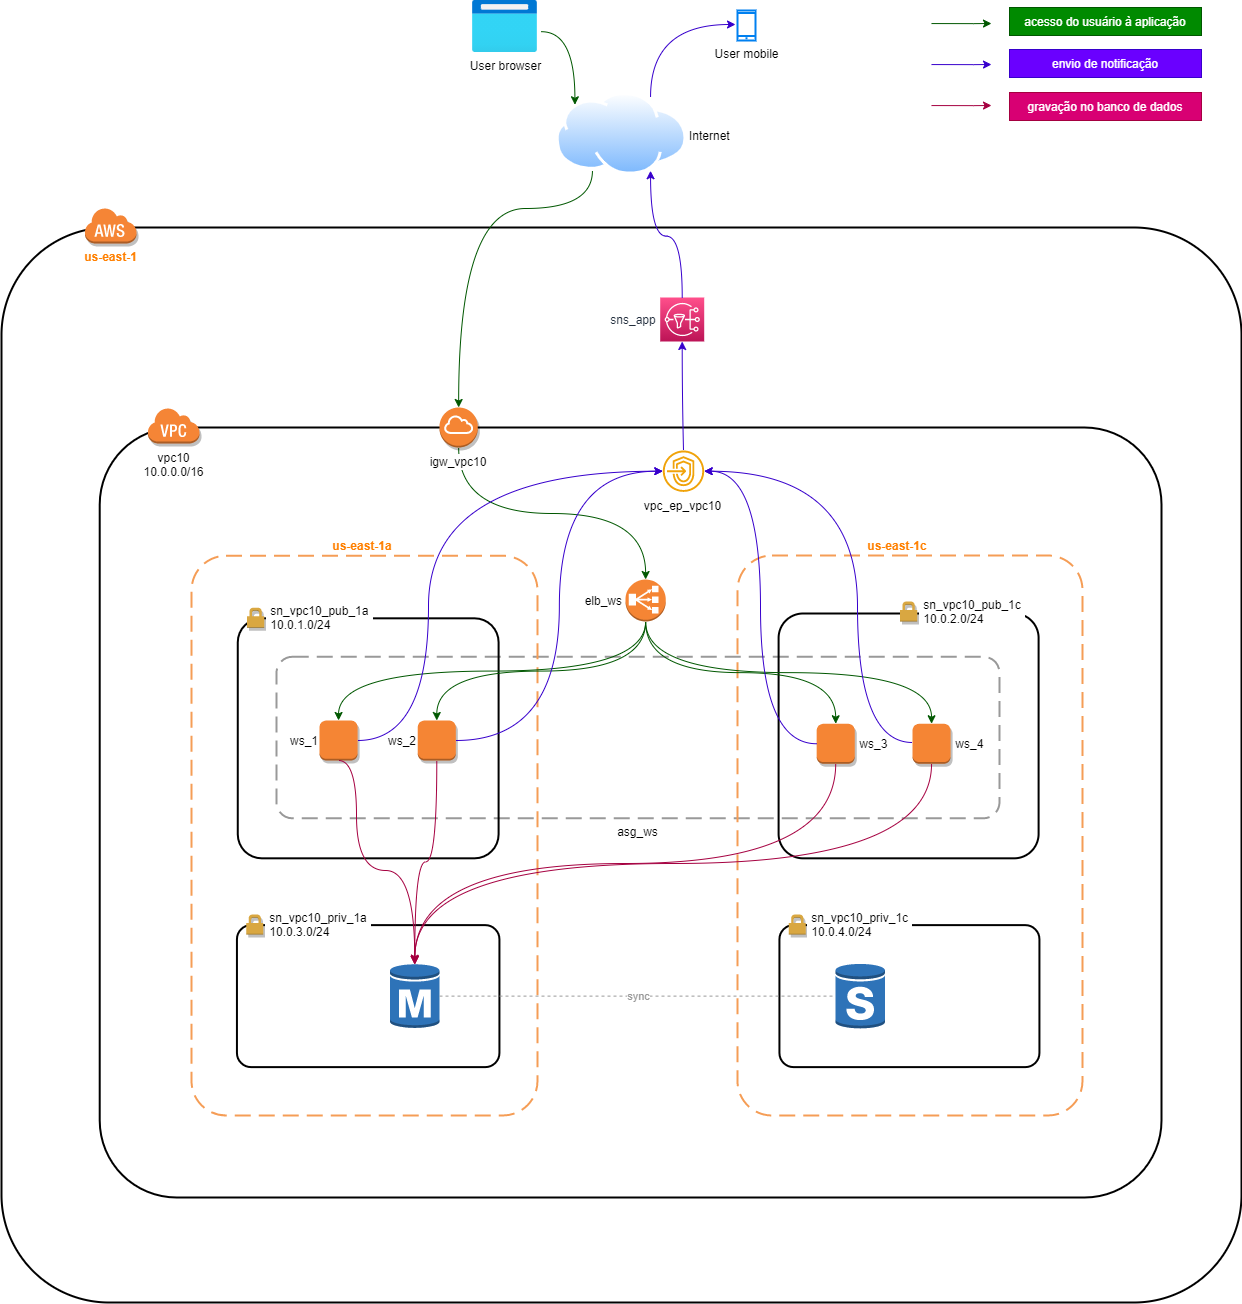 acesso do usuário à aplicação
envio de notificação
gravação no banco de dados
User browser
User mobile
Internet
AWS
us-east-1
sns_app
VPC
vpc10
10.0.0.0/16
igw_vpc10
vpc_ep_vpc10
us-east-1a
us-east-1c
elb_ws
sn_vpc10_pub_1a
10.0.1.0/24
sn_vpc10_pub_1c
10.0.2.0/24
ws_1
ws_2
ws_3
ws_4
asg_ws
sn_vpc10_priv_1a
10.0.3.0/24
sn_vpc10_priv_1c
10.0.4.0/24
M
sync
S